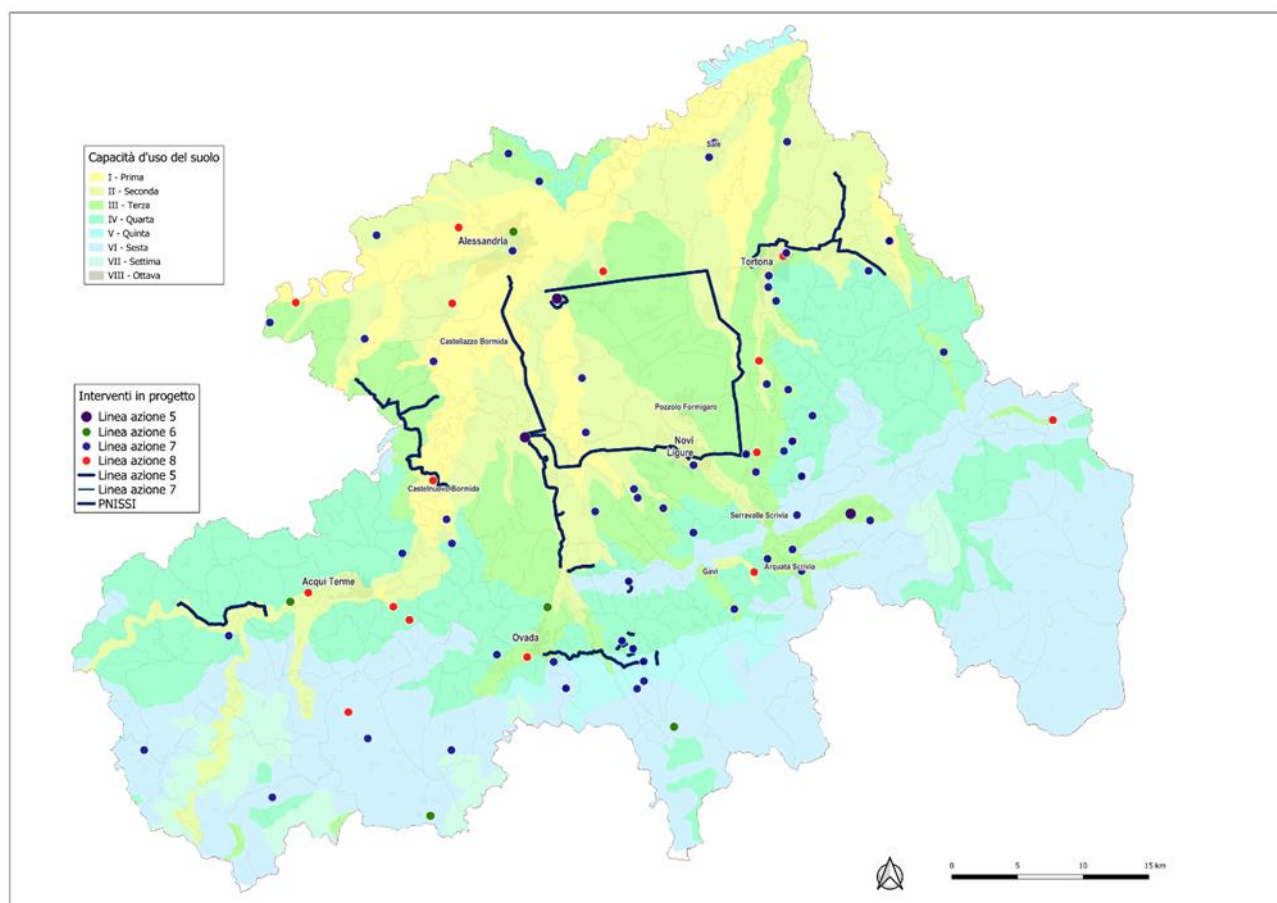 Capacità d'uso del suolo
I - Prima
II - Seconda
III - Terza
IV - Quarta
V - Quinta
VI - Sesta
VII - Settima
VIII - Ottava
Interventi in progetto
Linea azione 5
Linea azione 6
Linea azione 7
Linea azione 8
Linea azione 5
Linea azione 7
PNISSI
Sale
Alessandria
Tortona
Castellazzo Bormida
Pozzolo Formigaro
Novi
Ligure
Castelnuovo Bormida
Serravalle Scrivia
Gavi
Arquata Scrivia
Acqui Terme
Ovada
0 5 10 15 km